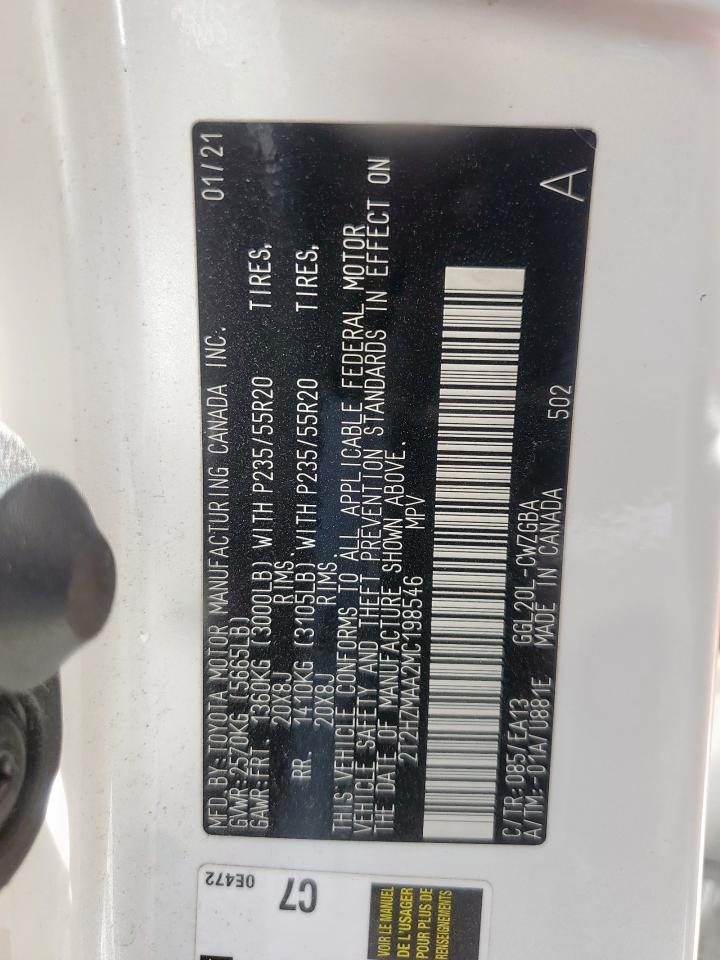 MFD BY:TOYOTA MOTOR MANUFACTURING CANADA INC. 01/21
GVWR:2570KG (5665LB)
GAWR:FRT 1360KG (3000LB) WITH P235/55R20 TIRES,
20X8J RIMS.
RR. 1410KG (3105LB) WITH P235/55R20 TIRES,
20X8J RIMS.
THIS VEHICLE CONFORMS TO ALL APPLICABLE FEDERAL MOTOR
VEHICLE SAFETY AND THEFT PREVENTION STANDARDS IN EFFECT ON
THE DATE OF MANUFACTURE SHOWN ABOVE.
2T2HZMAA2MC198546 MPV
C/TR:085/EA13 GGL20L-CWZGBA
A/TM:-01A/U881E MADE IN CANADA 502 A
C7
0E472
VOIR LE MANUEL
DE L'USAGER
POUR PLUS DE
RENSEIGNEMENTS